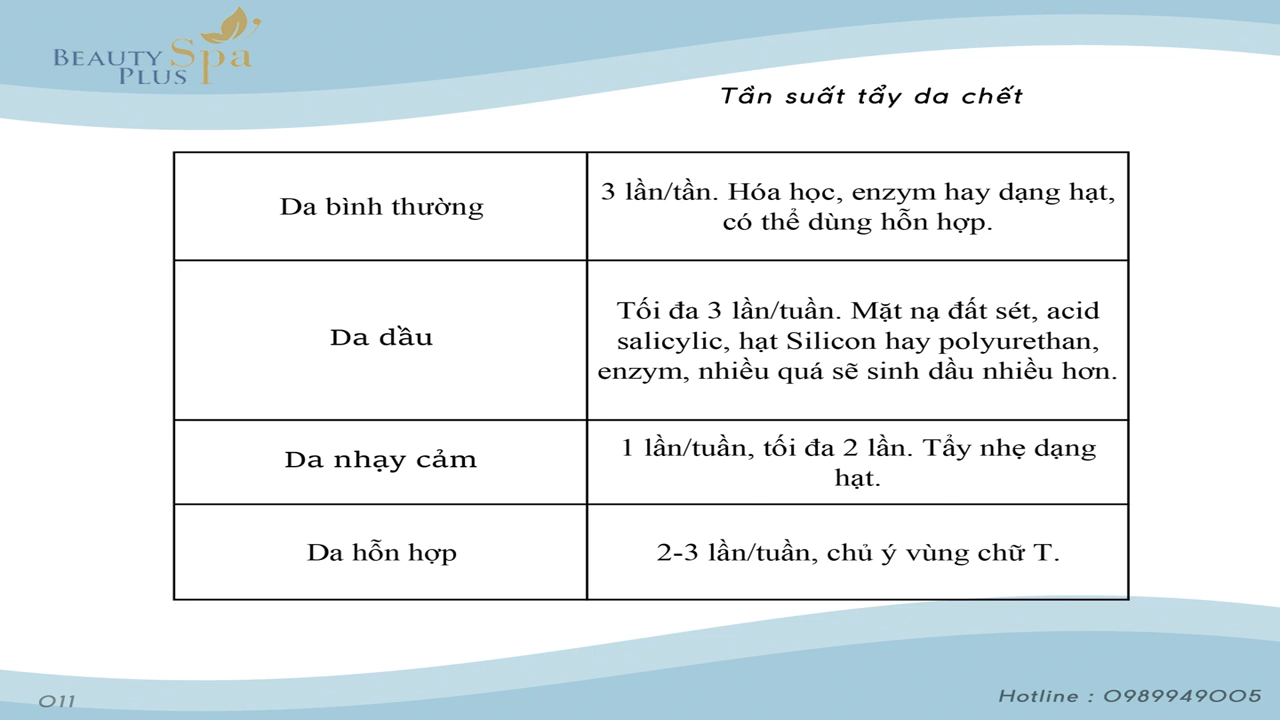 BEAUTY Spa
PLUS
Tần suất tẩy da chết
Da bình thường
3 lần/tần. Hóa học, enzym hay dạng hạt,
có thể dùng hỗn hợp.
Da dầu
Tối đa 3 lần/tuần. Mặt nạ đất sét, acid
salicylic, hạt Silicon hay polyurethan,
enzym, nhiều quá sẽ sinh dầu nhiều hơn.
Da nhạy cảm
1 lần/tuần, tối đa 2 lần. Tẩy nhẹ dạng
hạt.
Da hỗn hợp
2-3 lần/tuần, chủ ý vùng chữ T.
011
Hotline : 0989949005